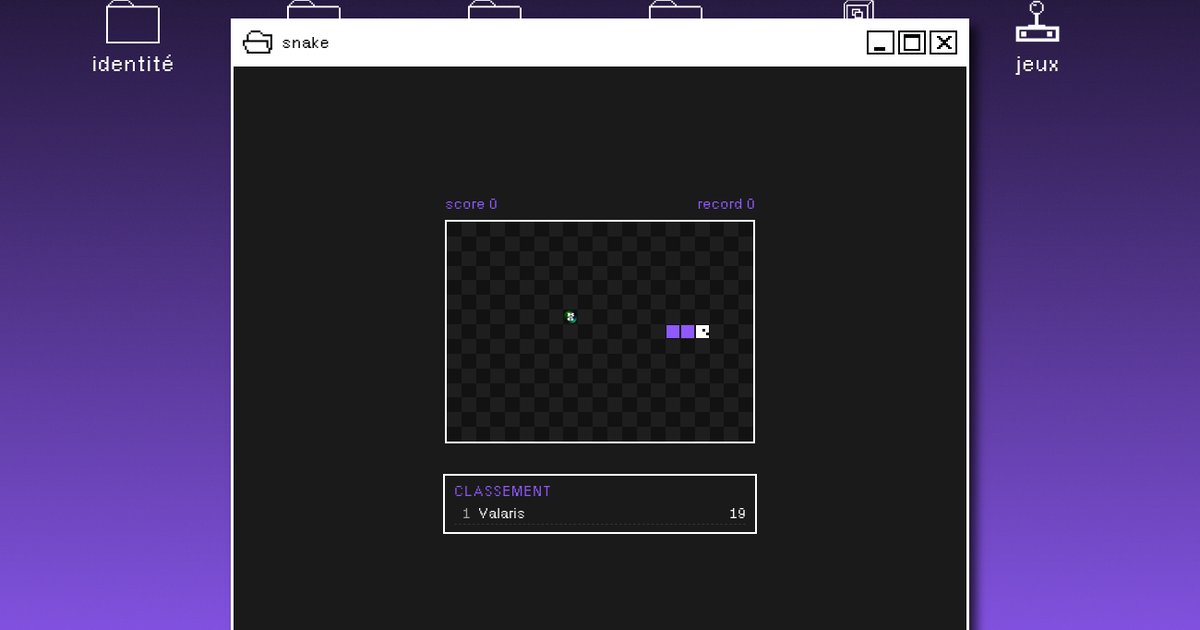 snake
identité
jeux
score 0
record 0
CLASSEMENT
1 Valaris 19